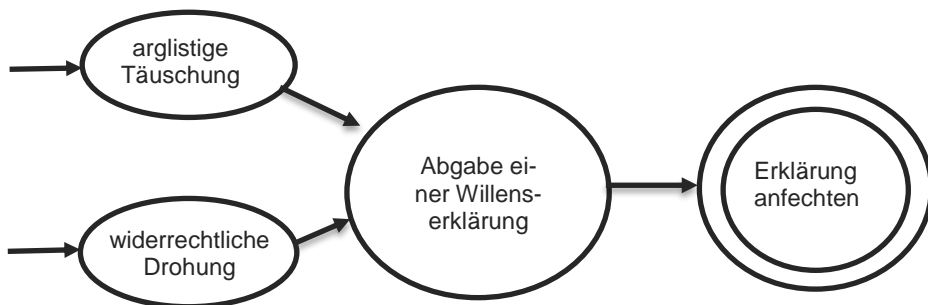 arglistige
Täuschung
widerrechtliche
Drohung
Abgabe ei-
ner Willens-
erklärung
Erklärung
anfechten